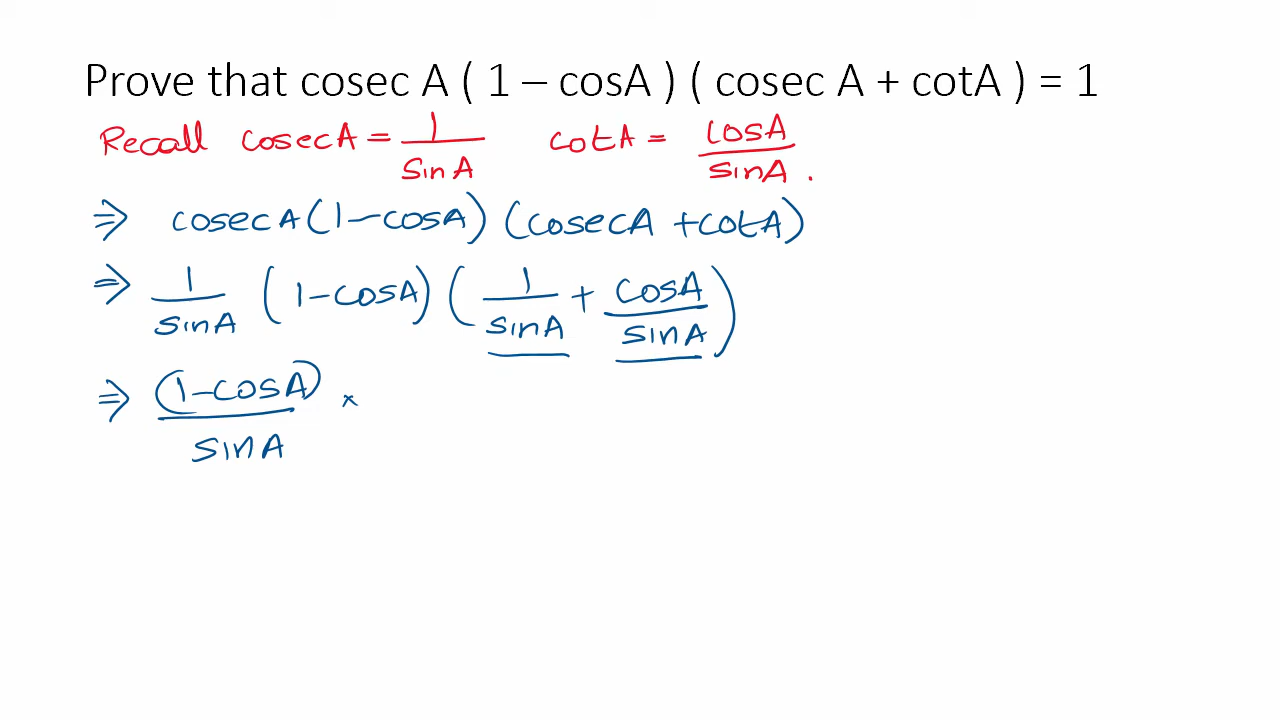 Prove that cosec A ( 1 – cosA ) ( cosec A + cotA ) = 1
Recall cosecA = 1/sinA cotA = cosA/sinA .
⇒ cosecA(1-cosA) (cosecA +cotA)
⇒ 1/sinA (1-cosA) (1/sinA + cosA/sinA)
⇒ (1-cosA)/sinA ×